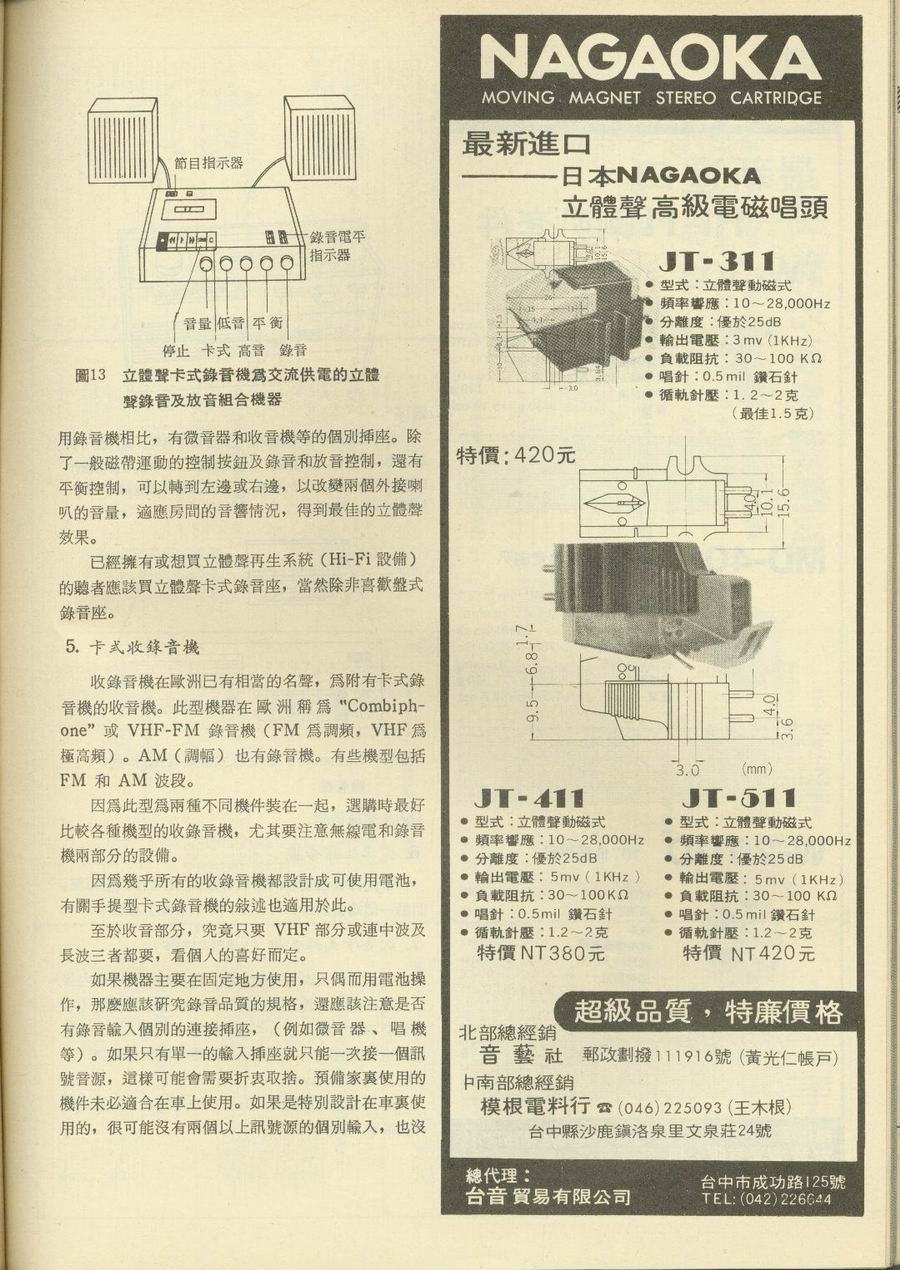 節目指示器
錄音電平
指示器
音量 低音 平衡
停止 卡式 高音 錄音
圖13 立體聲卡式錄音機爲交流供電的立體
聲錄音及放音組合機器
用錄音機相比,有微音器和收音機等的個別揷座。除
了一般磁帶運動的控制按鈕及錄音和放音控制,還有
平衡控制,可以轉到左邊或右邊,以改變兩個外接喇
叭的音量,適應房間的音響情況,得到最佳的立體聲
效果。
已經擁有或想買立體聲再生系統(Hi-Fi 設備)
的聽者應該買立體聲卡式錄音座,當然除非喜歡盤式
錄音座。
5. 卡式收錄音機
收錄音機在歐洲已有相當的名聲,爲附有卡式錄
音機的收音機。此型機器在歐洲稱爲 “Combiph-
one” 或 VHF-FM 錄音機(FM 爲調頻,VHF 爲
極高頻)。AM(調幅)也有錄音機。有些機型包括
FM 和 AM 波段。
因爲此型爲兩種不同機件裝在一起,選購時最好
比較各種機型的收錄音機,尤其要注意無線電和錄音
機兩部分的設備。
因爲幾乎所有的收錄音機都設計成可使用電池,
有關手提型卡式錄音機的敍述也適用於此。
至於收音部分,究竟只要 VHF 部分或連中波及
長波三者都要,看個人的喜好而定。
如果機器主要在固定地方使用,只偶而用電池操
作,那麽應該研究錄音品質的規格,還應該注意是否
有錄音輸入個別的連接揷座,(例如微音器、唱機
等)。如果只有單一的輸入揷座就只能一次接一個訊
號音源,這樣可能會需要折衷取捨。預備家裏使用的
機件未必適合在車上使用。如果是特別設計在車裏使
用的,很可能沒有兩個以上訊號源的個別輸入,也沒
NAGAOKA
MOVING MAGNET STEREO CARTRIDGE
最新進口
日本NAGAOKA
立體聲高級電磁唱頭
JT-311
● 型式:立體聲動磁式
● 頻率響應:10～28,000Hz
● 分離度:優於25dB
● 輸出電壓:3mv(1KHz)
● 負載阻抗:30～100 KΩ
● 唱針:0.5mil 鑽石針
● 循軌針壓:1.2～2克
(最佳1.5克)
特價:420元
4.0
10.1
15.6
1.7
6.8
9.5
4.0
3.6
3.0 (mm)
JT-411
● 型式:立體聲動磁式
● 頻率響應:10～28,000Hz
● 分離度:優於25dB
● 輸出電壓:5mv(1KHz)
● 負載阻抗:30～100KΩ
● 唱針:0.5mil 鑽石針
● 循軌針壓:1.2～2克
特價NT380元
JT-511
● 型式:立體聲動磁式
● 頻率響應:10～28,000Hz
● 分離度:優於25dB
● 輸出電壓:5mv(1KHz)
● 負載阻抗:30～100 KΩ
● 唱針:0.5mil 鑽石針
● 循軌針壓:1.2～2克
特價 NT420元
超級品質,特廉價格
北部總經銷
音藝社 郵政劃撥111916號(黃光仁帳戶)
中南部總經銷
模根電料行 ☎(046)225093(王木根)
台中縣沙鹿鎮洛泉里文泉莊24號
總代理:
台音貿易有限公司
台中市成功路125號
TEL:(042)226644